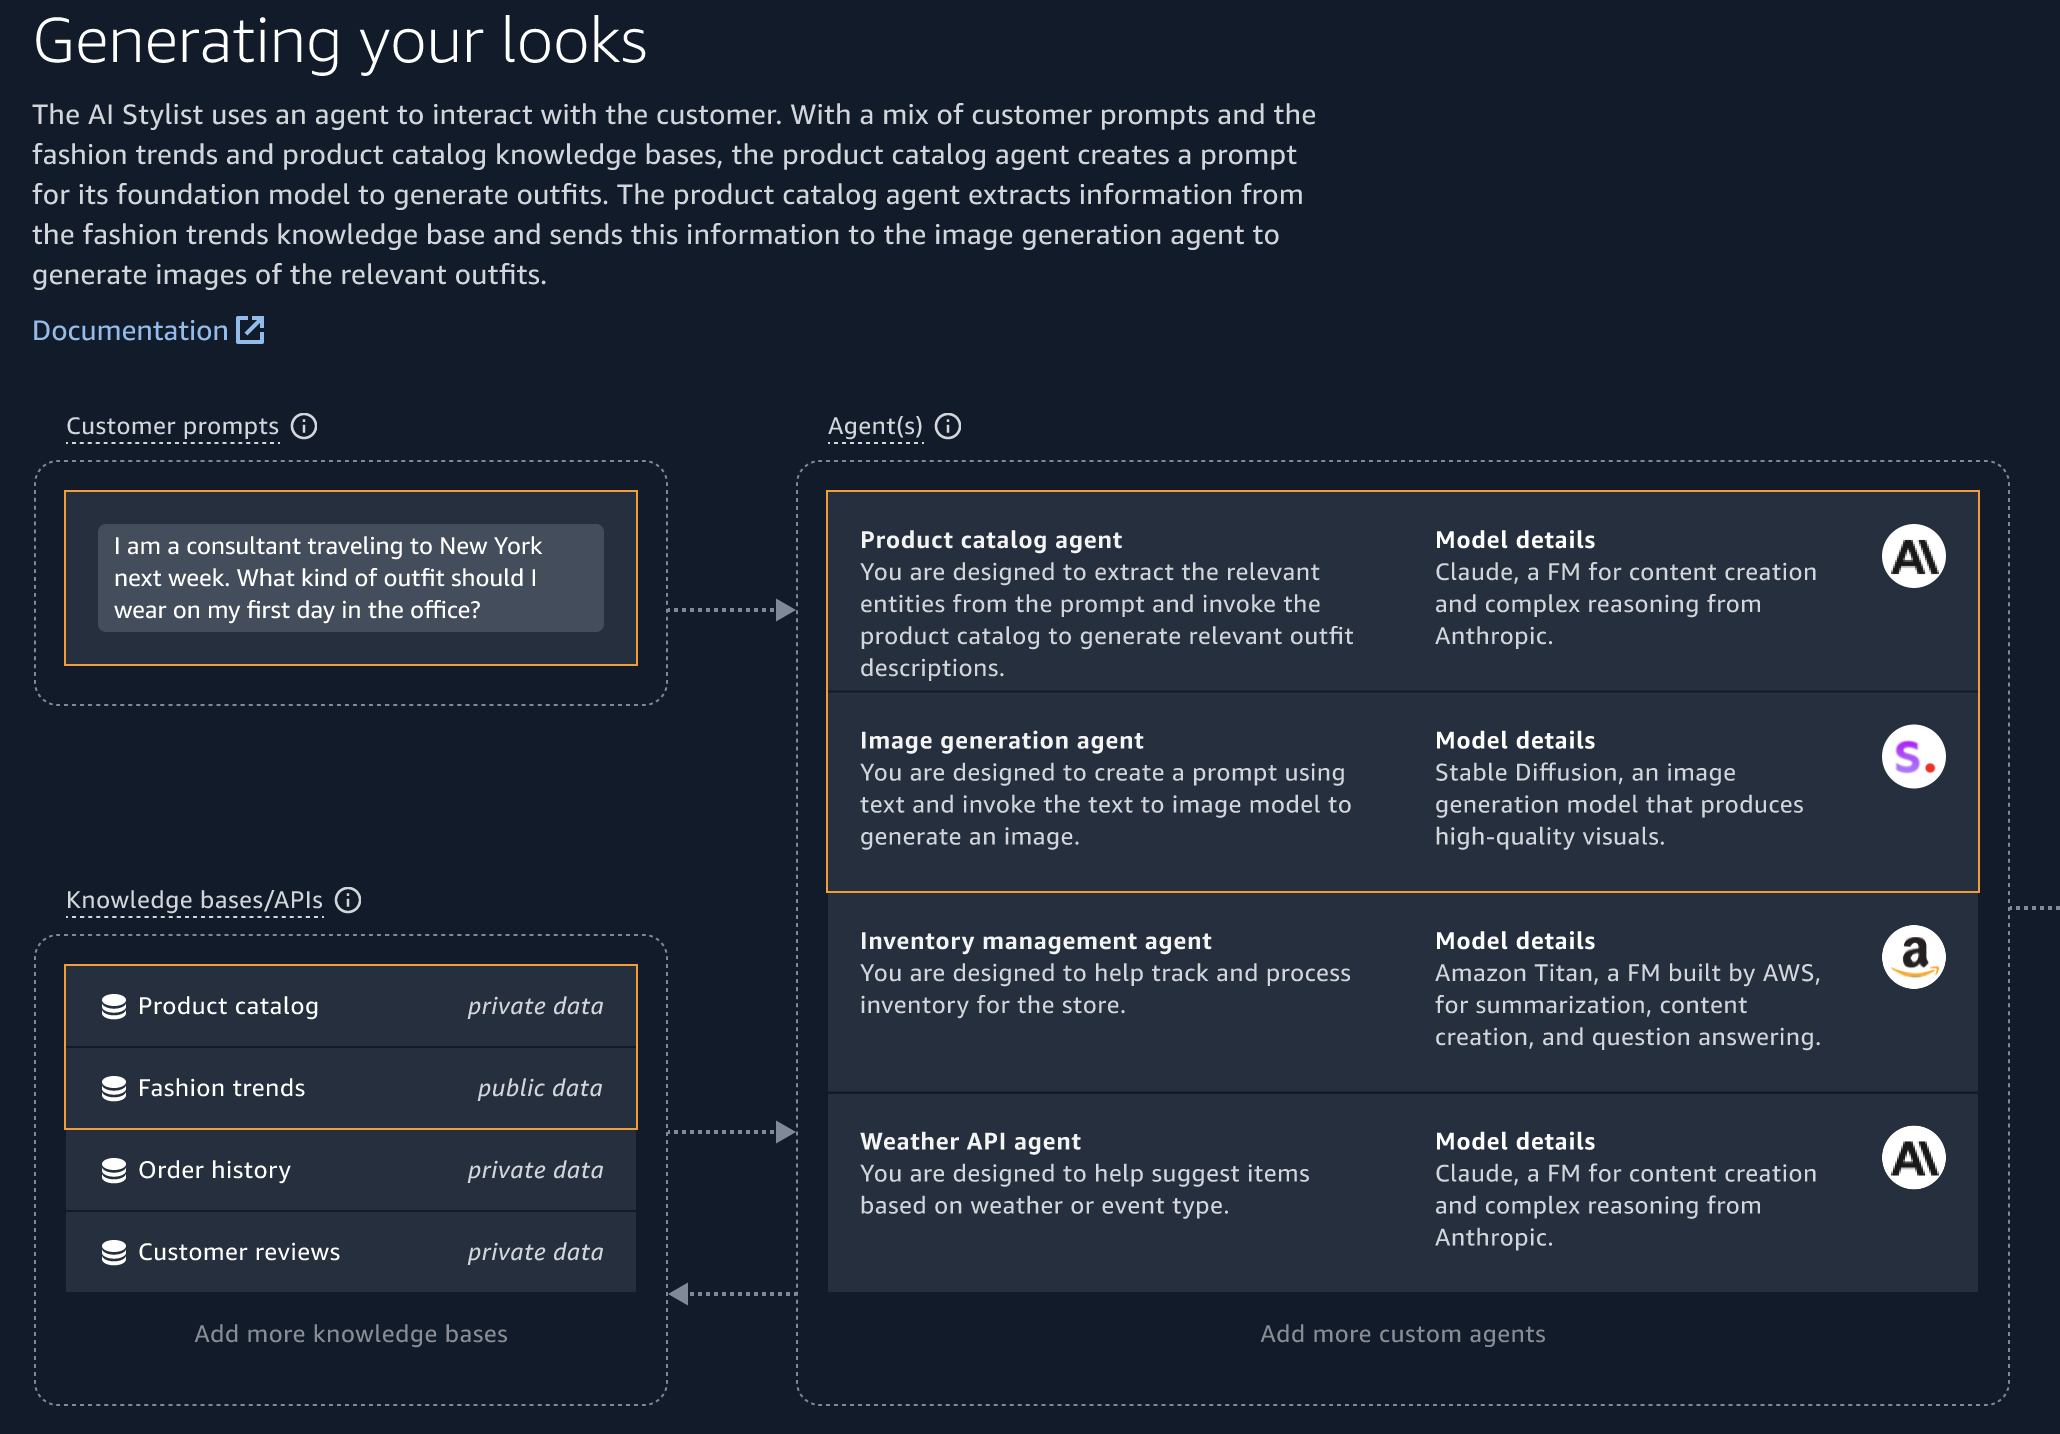 Generating your looks
The AI Stylist uses an agent to interact with the customer. With a mix of customer prompts and the
fashion trends and product catalog knowledge bases, the product catalog agent creates a prompt
for its foundation model to generate outfits. The product catalog agent extracts information from
the fashion trends knowledge base and sends this information to the image generation agent to
generate images of the relevant outfits.
Documentation
Customer prompts
I am a consultant traveling to New York
next week. What kind of outfit should I
wear on my first day in the office?
Knowledge bases/APIs
Product catalog private data
Fashion trends public data
Order history private data
Customer reviews private data
Add more knowledge bases
Agent(s)
Product catalog agent
You are designed to extract the relevant
entities from the prompt and invoke the
product catalog to generate relevant outfit
descriptions.
Model details
Claude, a FM for content creation
and complex reasoning from
Anthropic.
A\
Image generation agent
You are designed to create a prompt using
text and invoke the text to image model to
generate an image.
Model details
Stable Diffusion, an image
generation model that produces
high-quality visuals.
S.
Inventory management agent
You are designed to help track and process
inventory for the store.
Model details
Amazon Titan, a FM built by AWS,
for summarization, content
creation, and question answering.
a
Weather API agent
You are designed to help suggest items
based on weather or event type.
Model details
Claude, a FM for content creation
and complex reasoning from
Anthropic.
A\
Add more custom agents